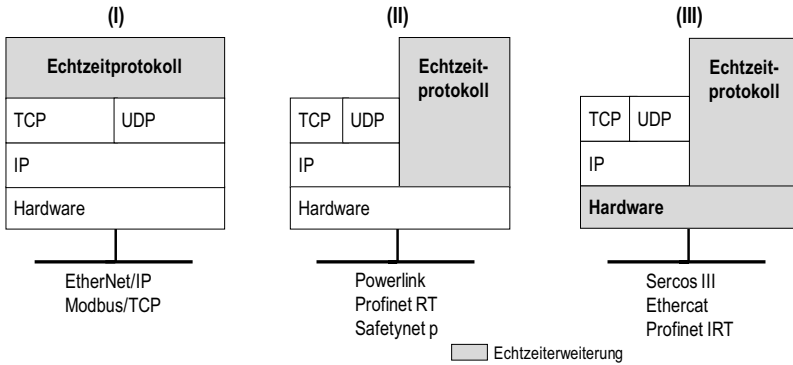 (I)
Echtzeitprotokoll
TCP
UDP
IP
Hardware
EtherNet/IP
Modbus/TCP
(II)
Echtzeit-
protokoll
TCP
UDP
IP
Hardware
Powerlink
Profinet RT
Safetynet p
(III)
Echtzeit-
protokoll
TCP
UDP
IP
Hardware
Sercos III
Ethercat
Profinet IRT
Echtzeiterweiterung